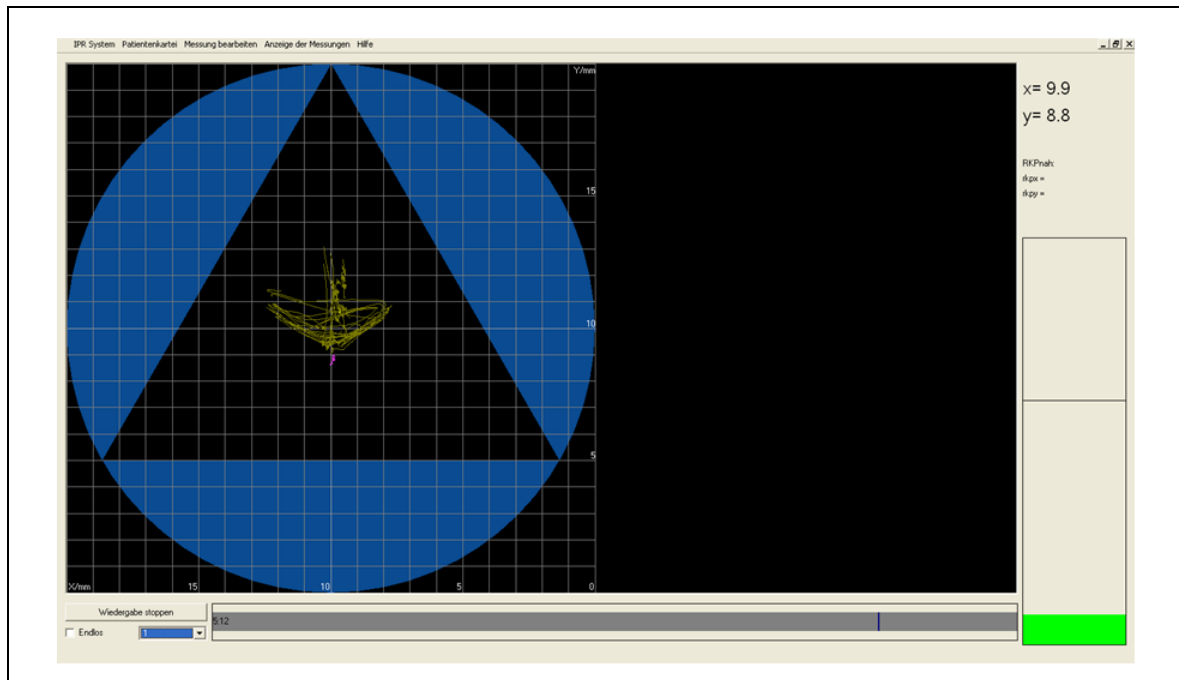 IPR System Patientenkartei Messung bearbeiten Anzeige der Messungen Hilfe
Y/mm
x= 9.9
y= 8.8
RKPnah:
rkpx =
rkpy =
15
10
5
X/mm 15 10 5 0
Wiedergabe stoppen
5.12
Endlos 1